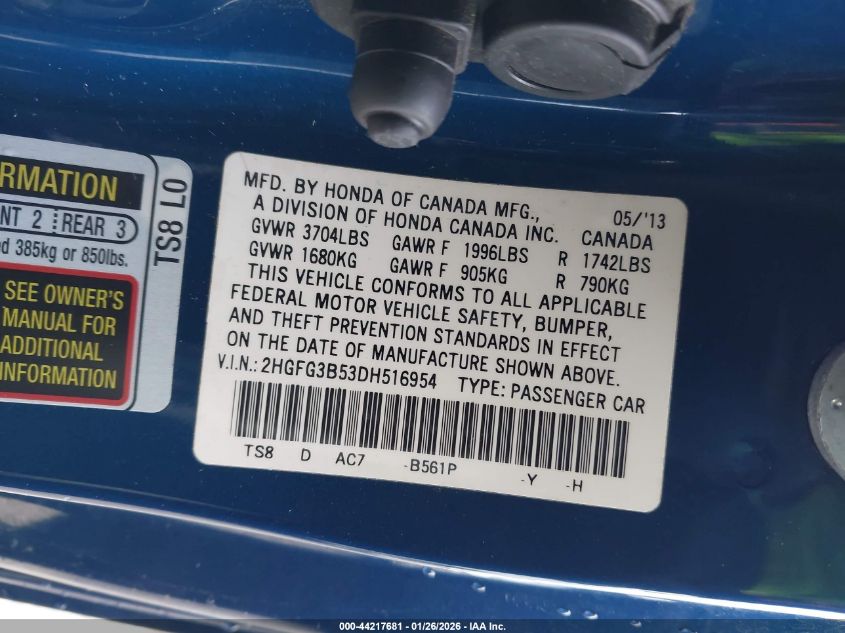 RMATION
NT 2 REAR 3
d 385kg or 850lbs.
SEE OWNER'S
MANUAL FOR
ADDITIONAL
INFORMATION
TS8 L0
MFD. BY HONDA OF CANADA MFG., 05/'13
A DIVISION OF HONDA CANADA INC. CANADA
GVWR 3704LBS GAWR F 1996LBS R 1742LBS
GVWR 1680KG GAWR F 905KG R 790KG
THIS VEHICLE CONFORMS TO ALL APPLICABLE
FEDERAL MOTOR VEHICLE SAFETY, BUMPER,
AND THEFT PREVENTION STANDARDS IN EFFECT
ON THE DATE OF MANUFACTURE SHOWN ABOVE.
V.I.N.: 2HGFG3B53DH516954 TYPE: PASSENGER CAR
TS8 D AC7 -B561P -Y -H
000-44217681 - 01/26/2026 - IAA Inc.